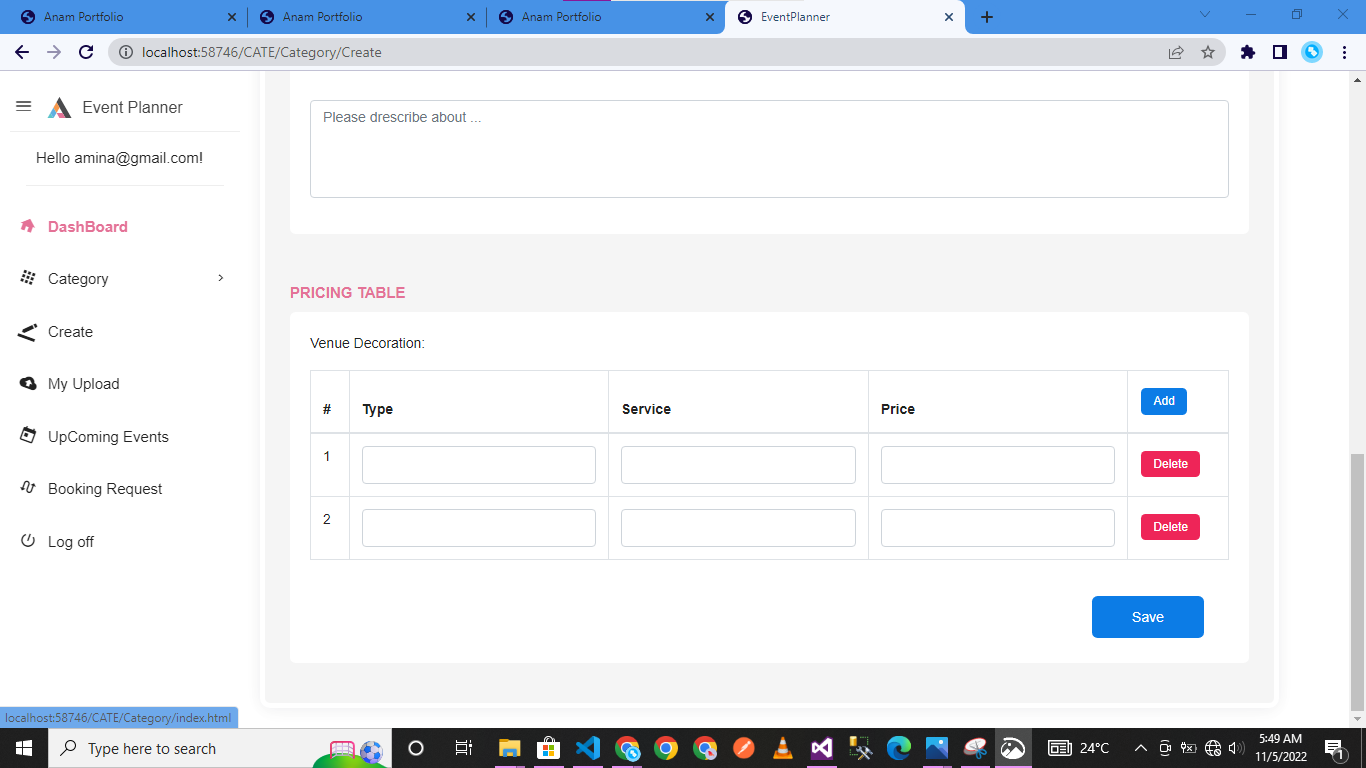 Anam Portfolio
Anam Portfolio
Anam Portfolio
EventPlanner
localhost:58746/CATE/Category/Create
Event Planner
Hello amina@gmail.com!
DashBoard
Category
Create
My Upload
UpComing Events
Booking Request
Log off
Please drescribe about ...
PRICING TABLE
Venue Decoration:
# Type Service Price Add
1 Delete
2 Delete
Save
localhost:58746/CATE/Category/index.html
Type here to search
24°C
5:49 AM
11/5/2022
1